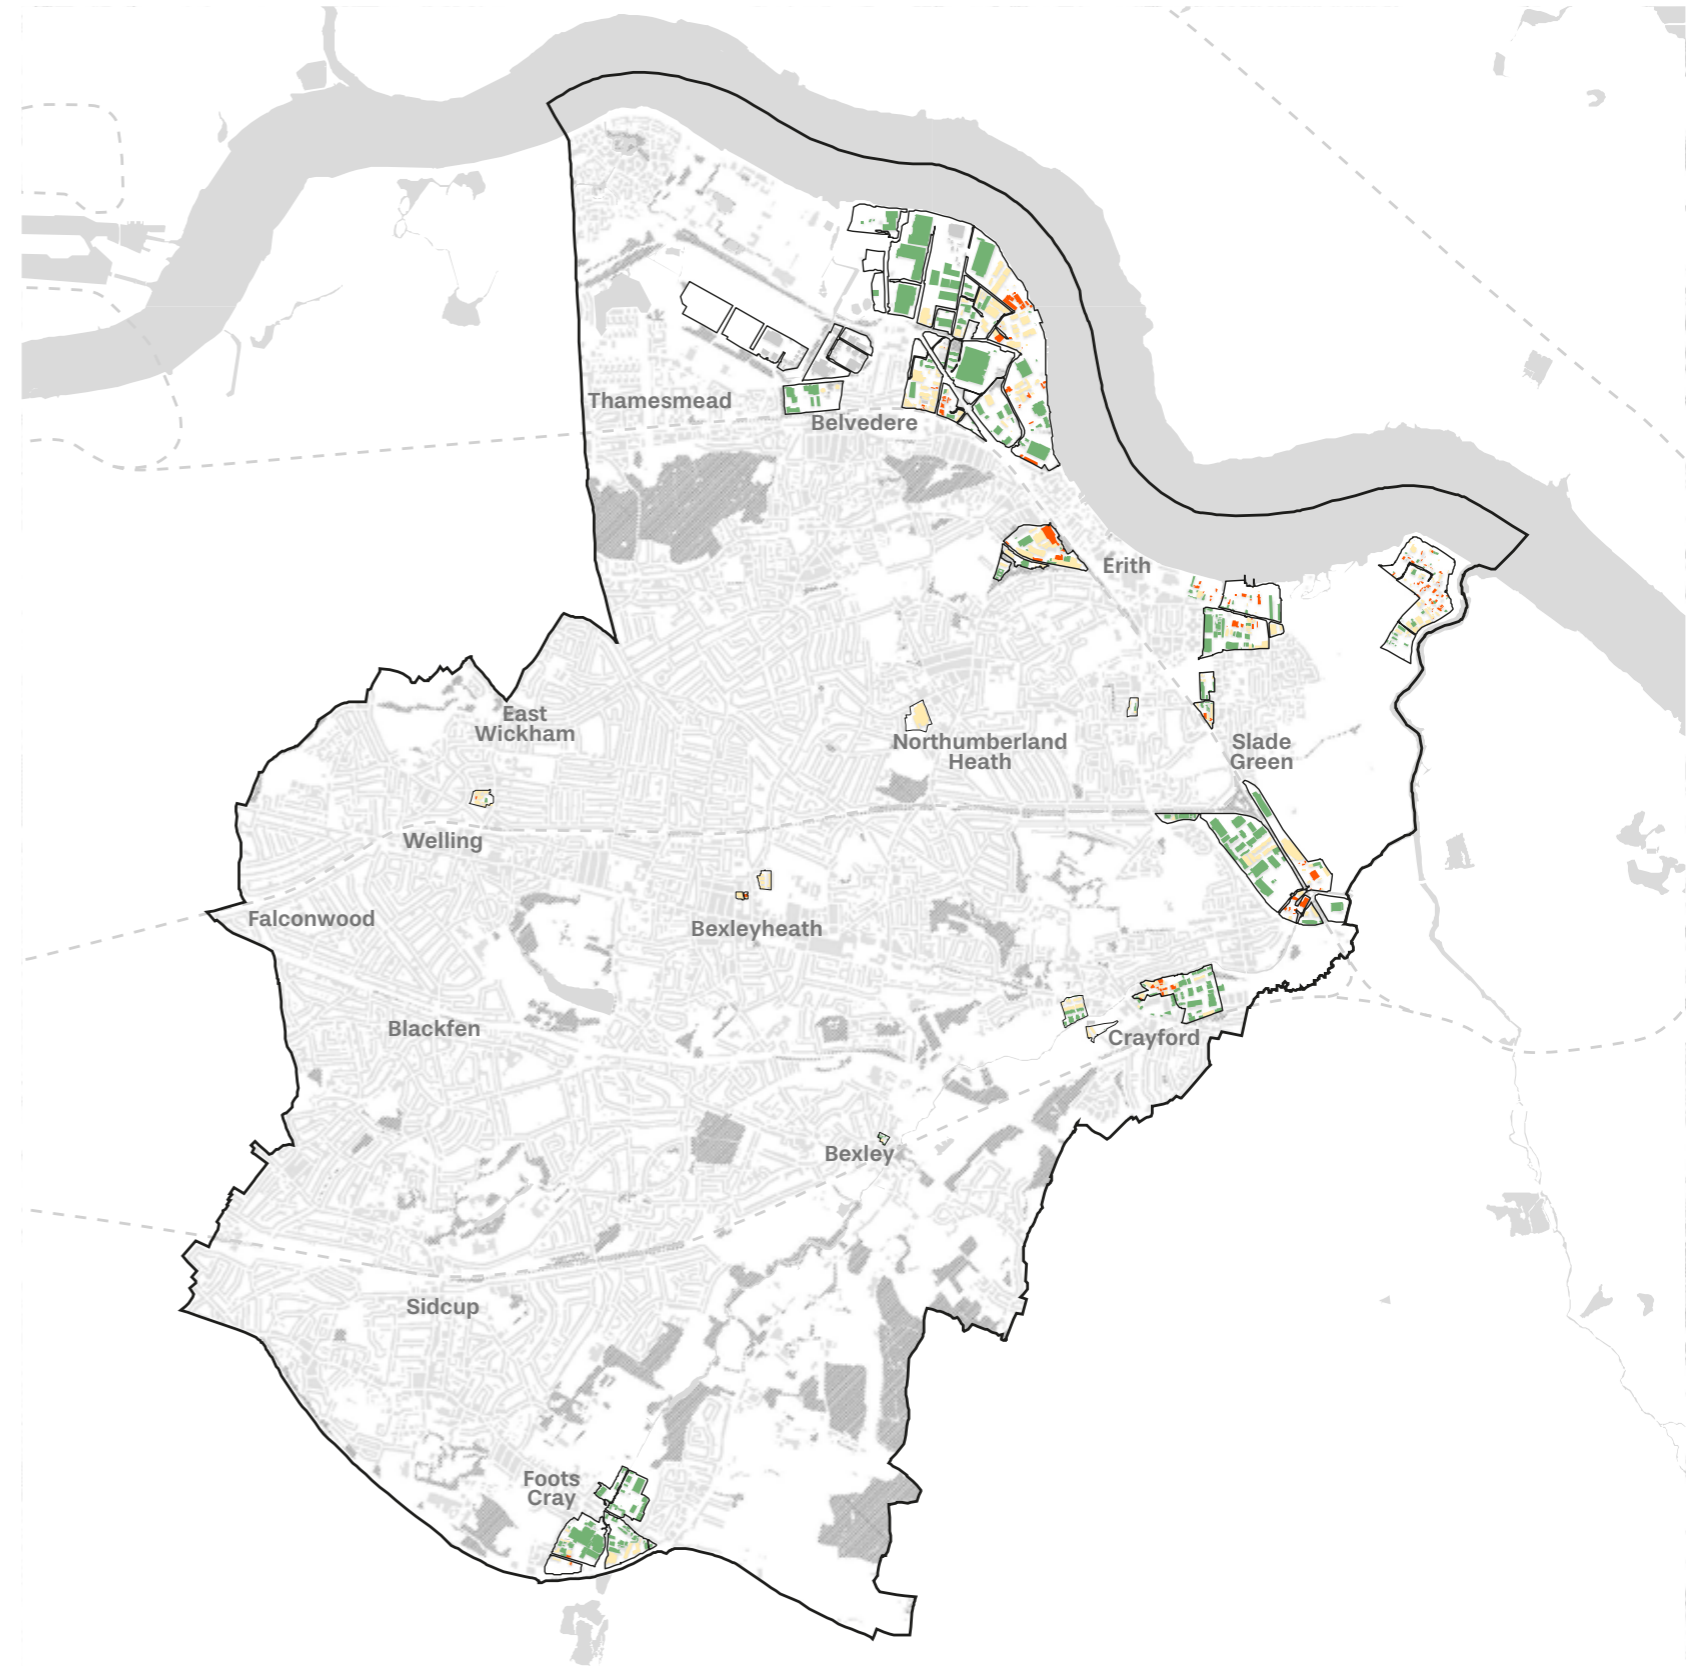 Thamesmead
Belvedere
Erith
East
Wickham
Northumberland
Heath
Slade
Green
Welling
Falconwood
Bexleyheath
Blackfen
Crayford
Bexley
Sidcup
Foots
Cray